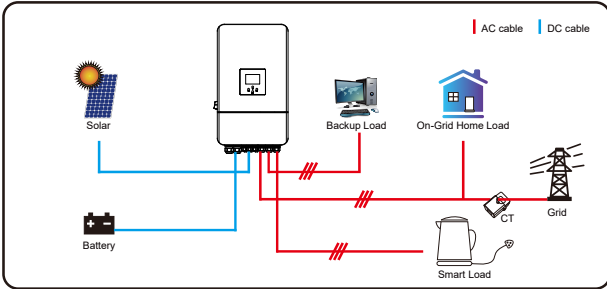 AC cable
DC cable
Solar
Backup Load
On-Grid Home Load
Battery
CT
Grid
Smart Load